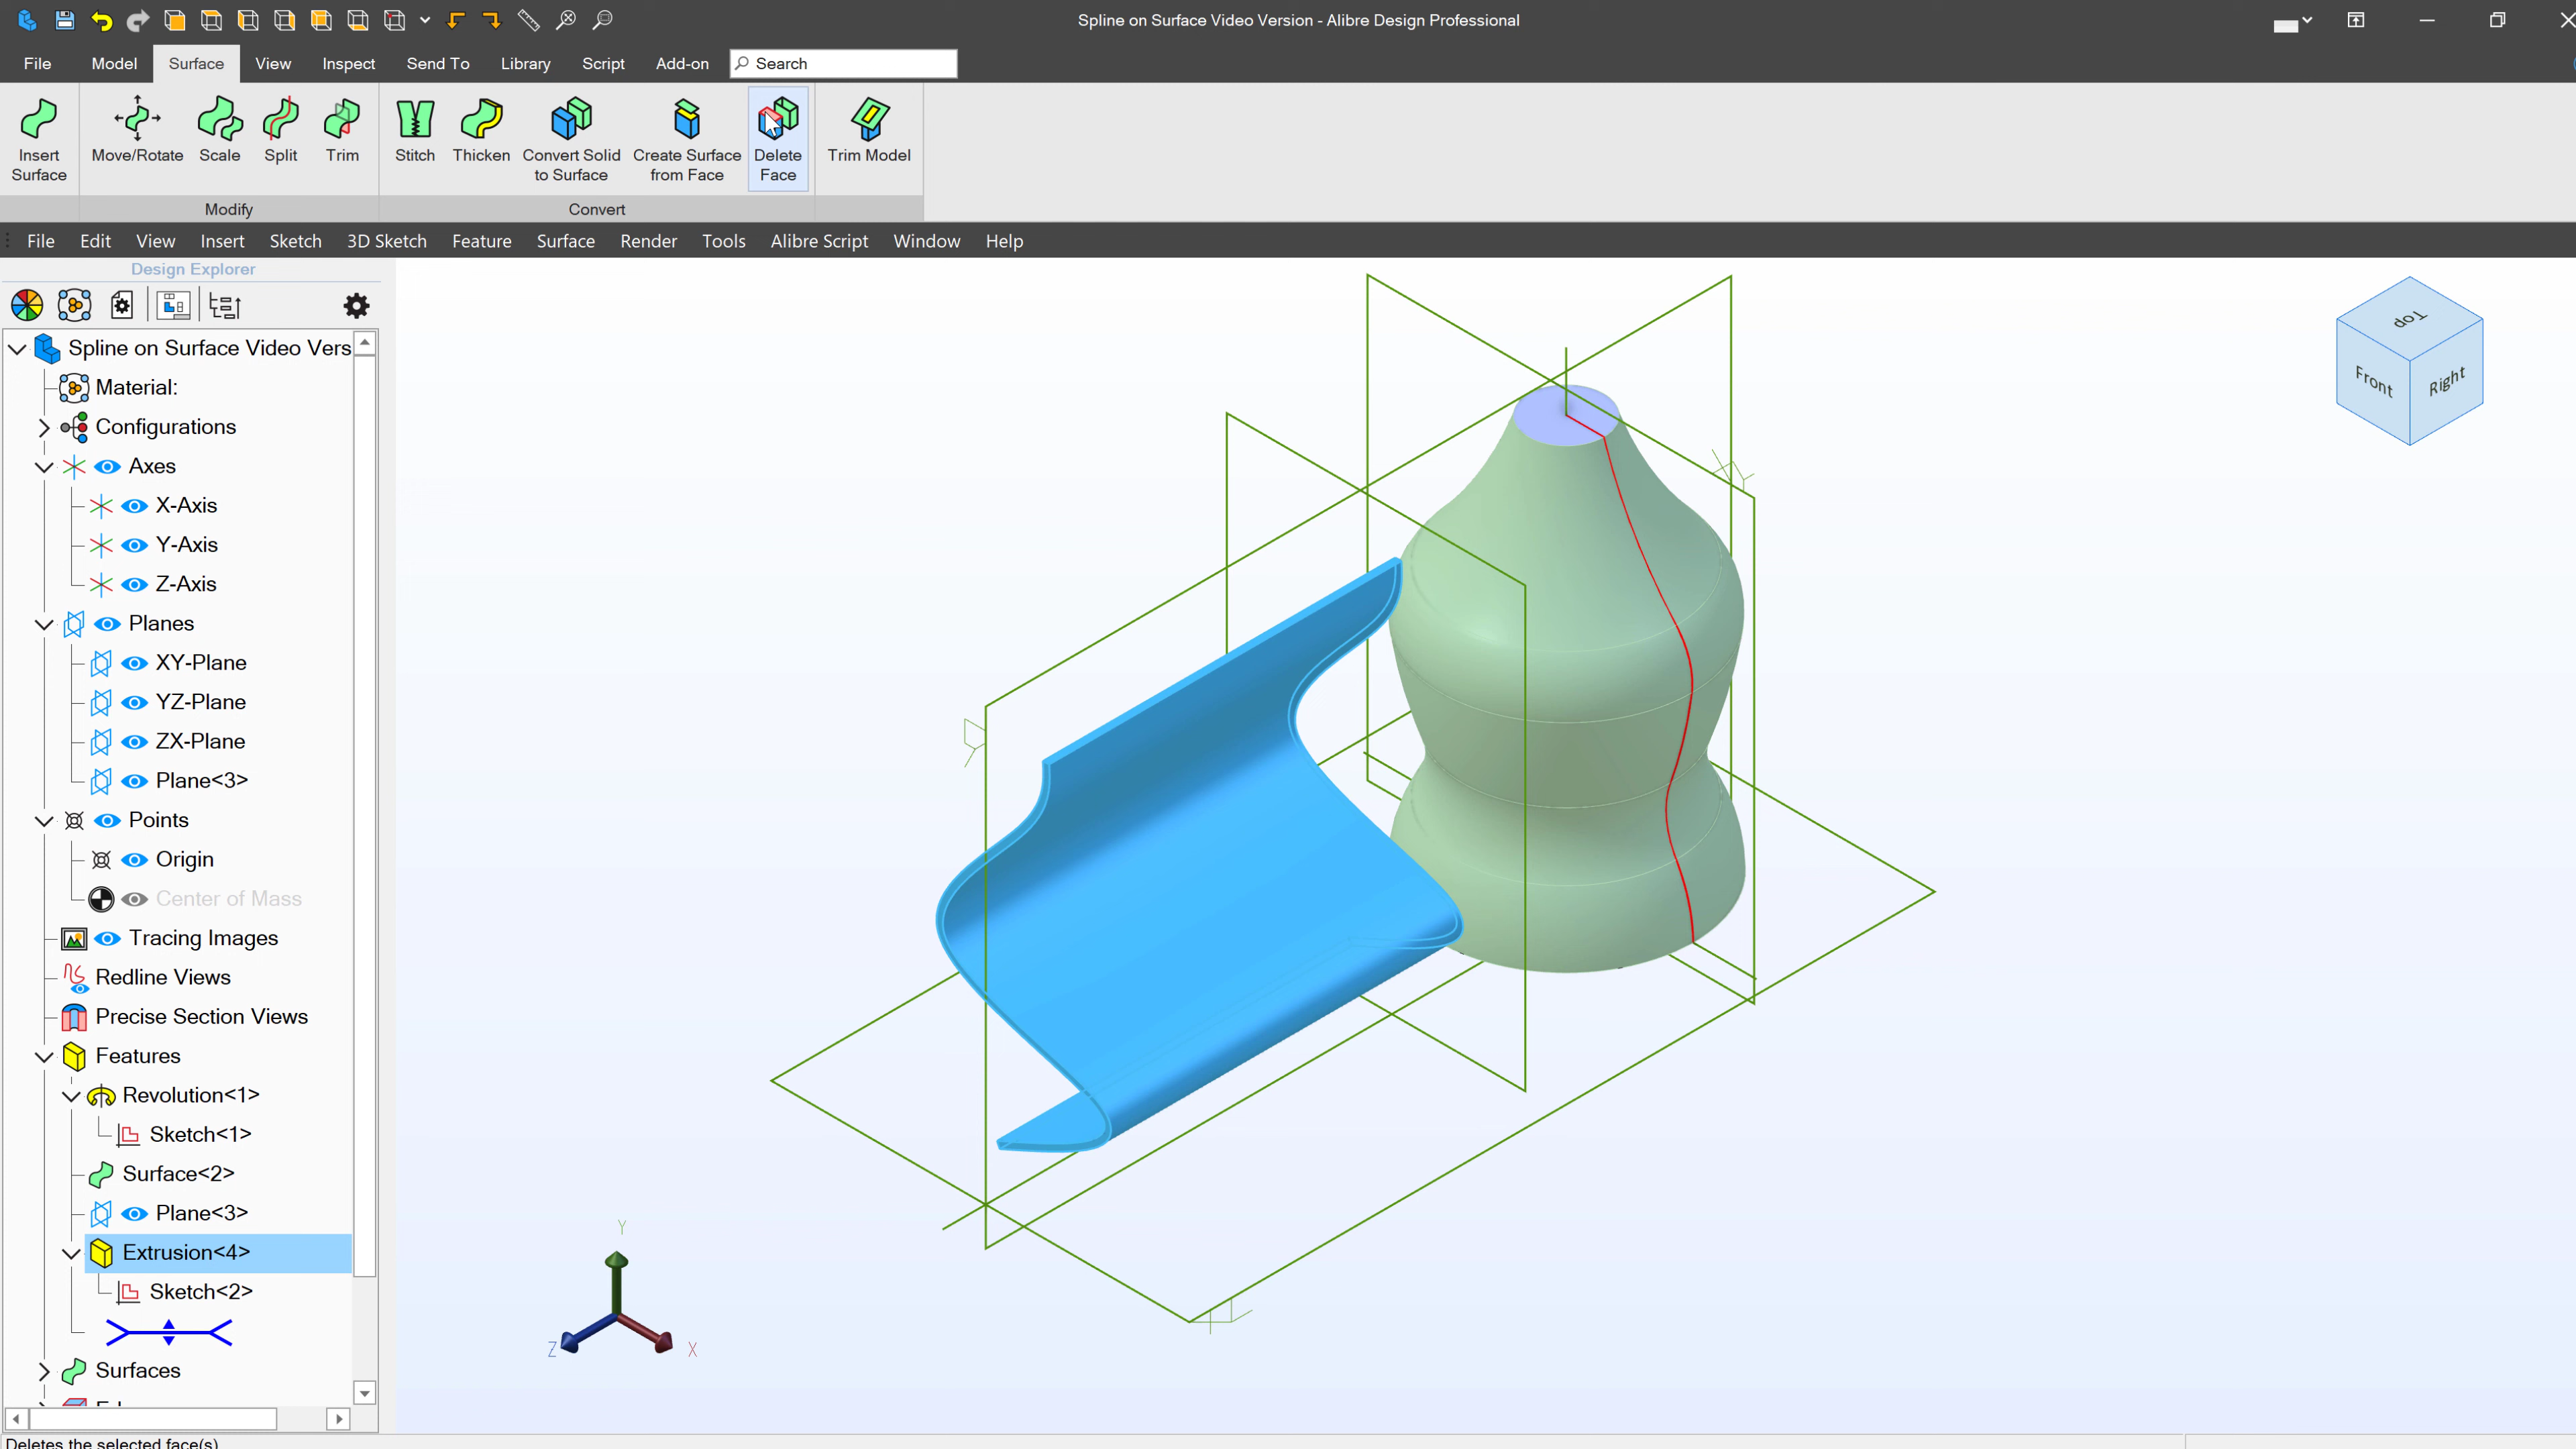 Spline on Surface Video Version - Alibre Design Professional
File Model Surface View Inspect Send To Library Script Add-on Search
Insert Surface
Move/Rotate Scale Split Trim
Stitch Thicken Convert Solid to Surface Create Surface from Face Delete Face Trim Model
Modify Convert
File Edit View Insert Sketch 3D Sketch Feature Surface Render Tools Alibre Script Window Help
Design Explorer
Spline on Surface Video Vers
Material:
Configurations
Axes
X-Axis
Y-Axis
Z-Axis
Planes
XY-Plane
YZ-Plane
ZX-Plane
Plane<3>
Points
Origin
Center of Mass
Tracing Images
Redline Views
Precise Section Views
Features
Revolution<1>
Sketch<1>
Surface<2>
Plane<3>
Extrusion<4>
Sketch<2>
Surfaces
Deletes the selected face(s)
Top
Front Right
Y
Z X